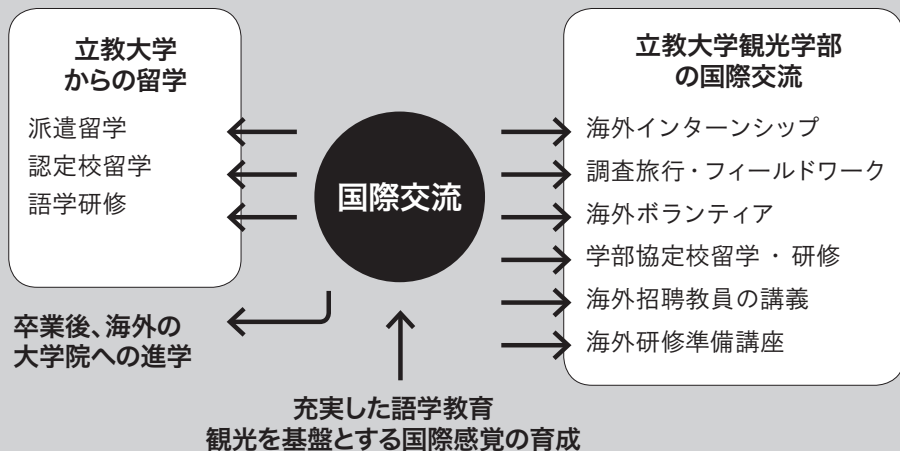 立教大学
からの留学
派遣留学
認定校留学
語学研修
国際交流
立教大学観光学部
の国際交流
海外インターンシップ
調査旅行・フィールドワーク
海外ボランティア
学部協定校留学 ・ 研修
海外招聘教員の講義
海外研修準備講座
卒業後、海外の
大学院への進学
充実した語学教育
観光を基盤とする国際感覚の育成